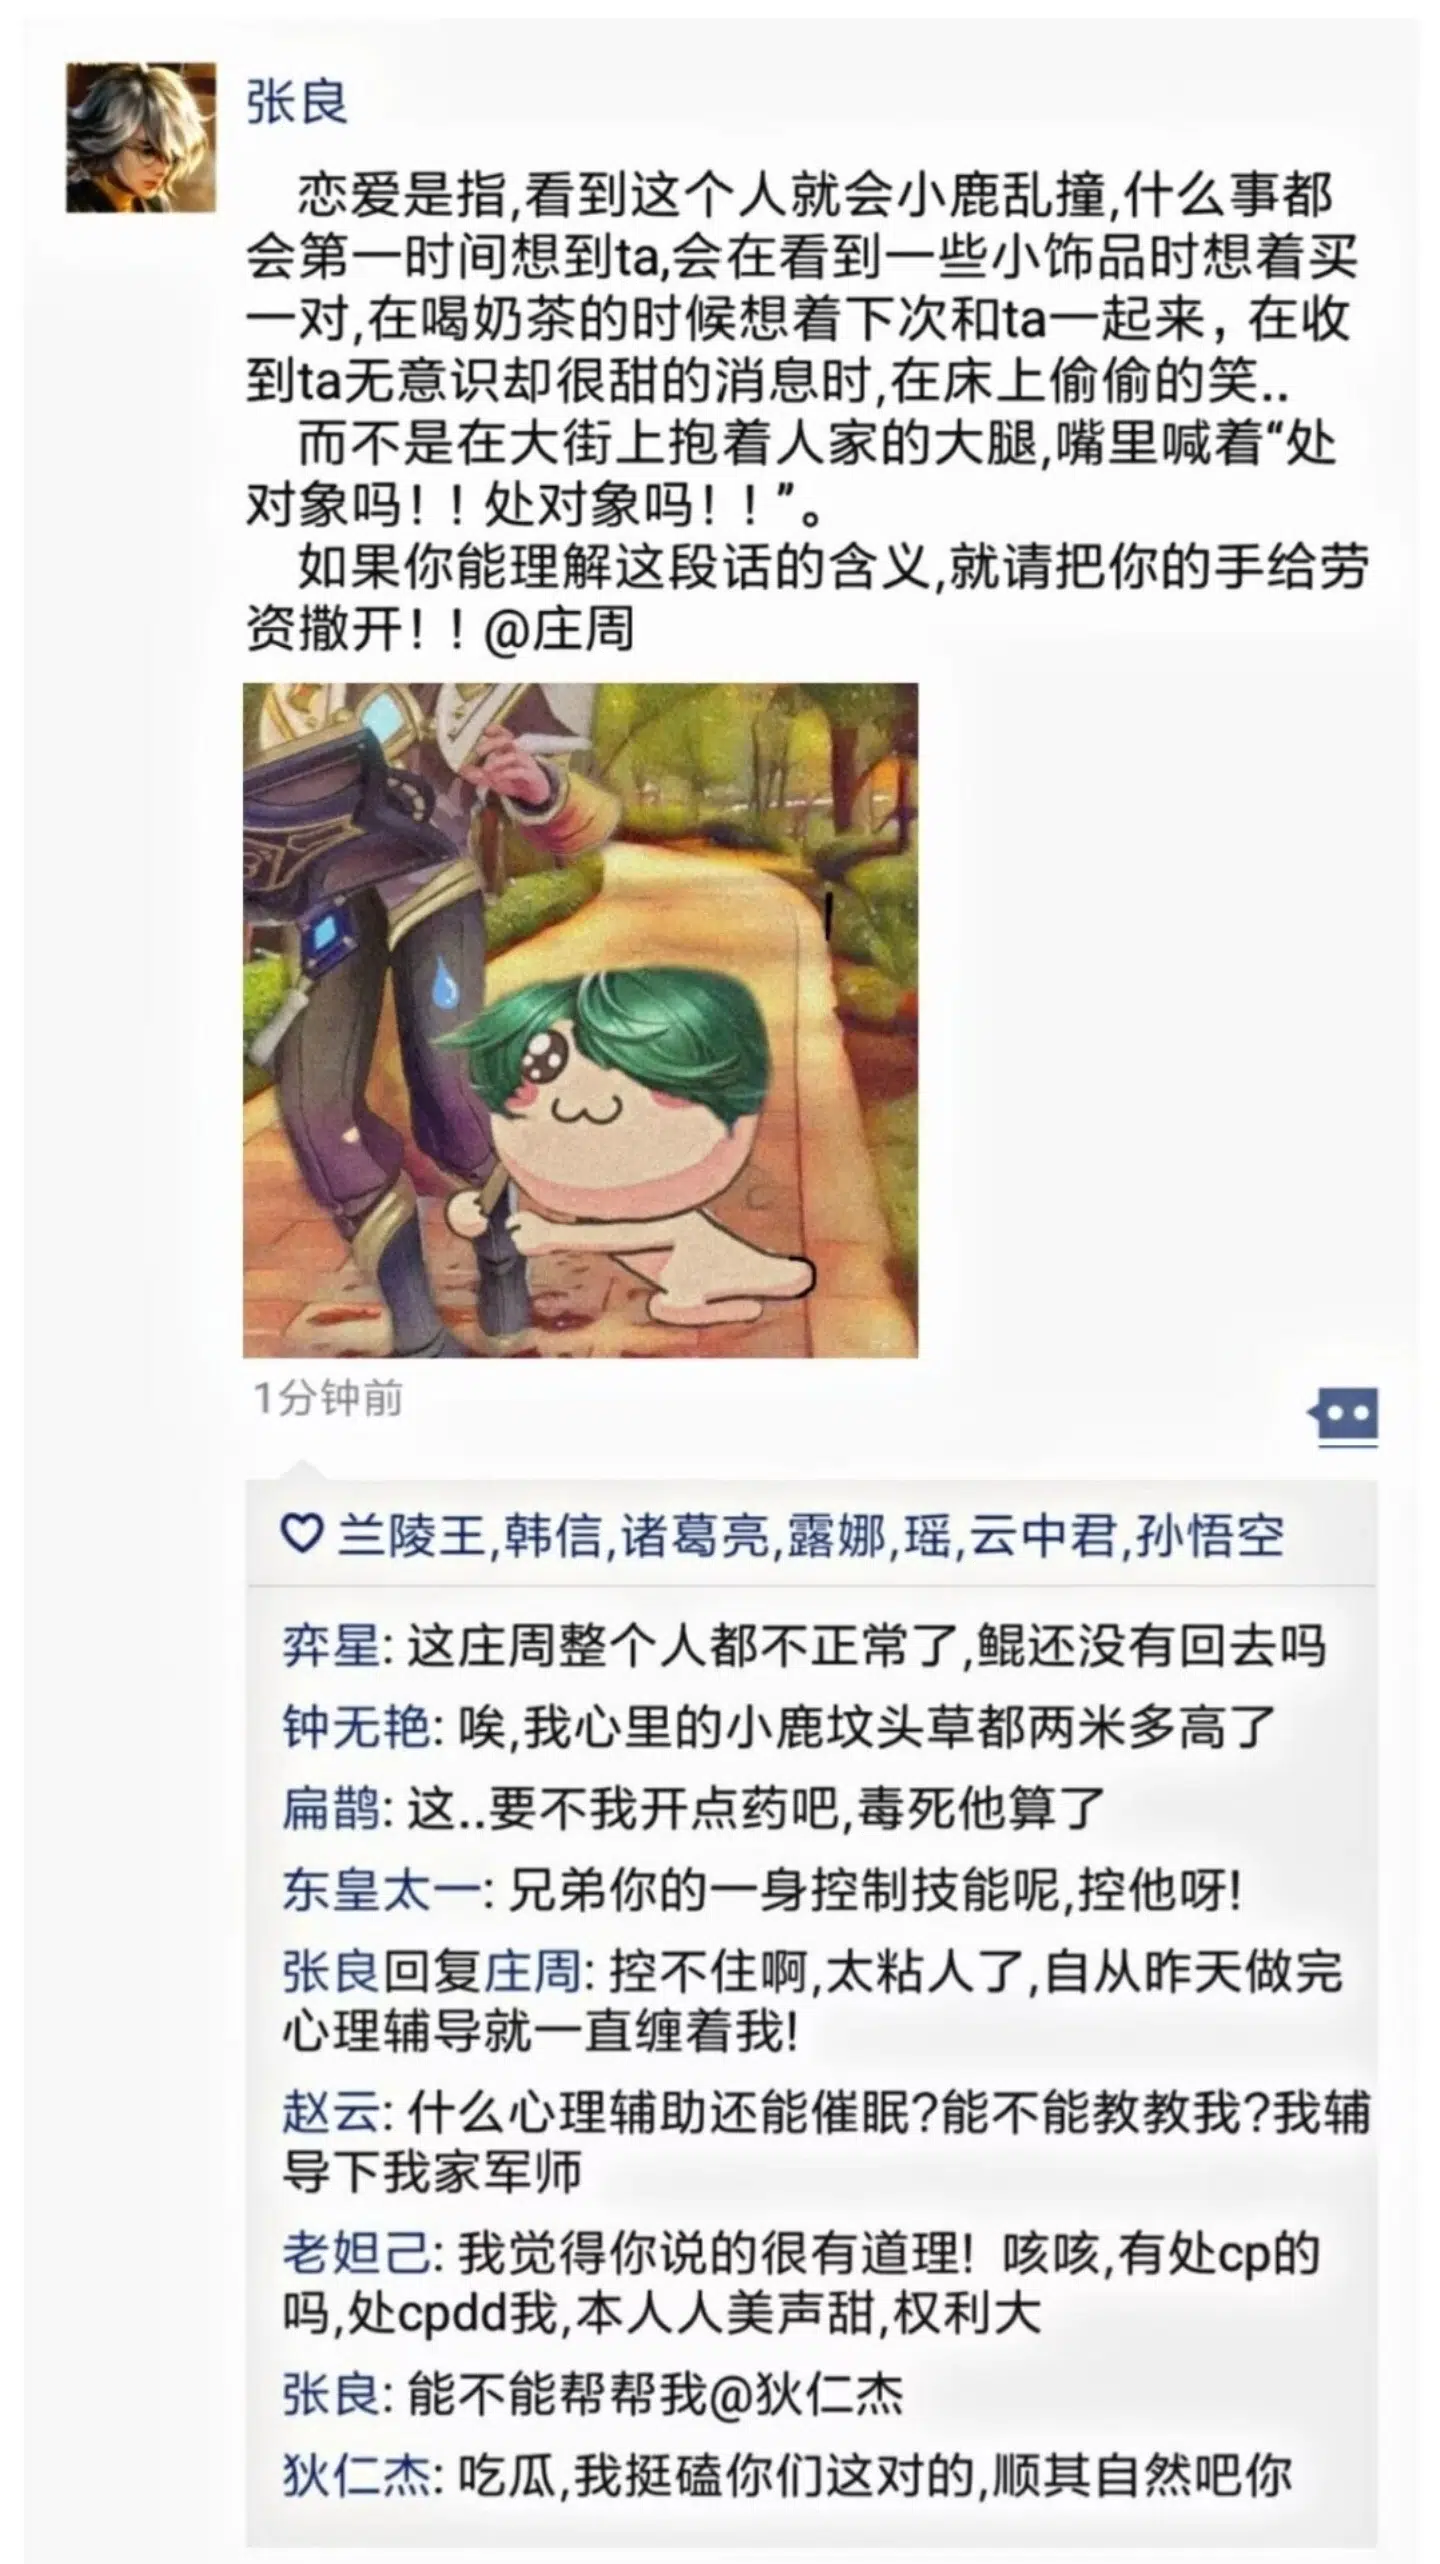 张良
恋爱是指,看到这个人就会小鹿乱撞,什么事都
会第一时间想到ta,会在看到一些小饰品时想着买
一对,在喝奶茶的时候想着下次和ta一起来，在收
到ta无意识却很甜的消息时,在床上偷偷的笑..
而不是在大街上抱着人家的大腿,嘴里喊着“处
对象吗！！处对象吗！！”。
如果你能理解这段话的含义,就请把你的手给劳
资撒开！！@庄周
1分钟前
兰陵王,韩信,诸葛亮,露娜,瑶,云中君,孙悟空
弈星: 这庄周整个人都不正常了,鲲还没有回去吗
钟无艳: 唉,我心里的小鹿坟头草都两米多高了
扁鹊: 这..要不我开点药吧,毒死他算了
东皇太一: 兄弟你的一身控制技能呢,控他呀!
张良回复庄周: 控不住啊,太粘人了,自从昨天做完
心理辅导就一直缠着我!
赵云: 什么心理辅助还能催眠?能不能教教我?我辅
导下我家军师
老妲己: 我觉得你说的很有道理！咳咳,有处cp的
吗,处cpdd我,本人人美声甜,权利大
张良: 能不能帮帮我@狄仁杰
狄仁杰: 吃瓜,我挺磕你们这对的,顺其自然吧你